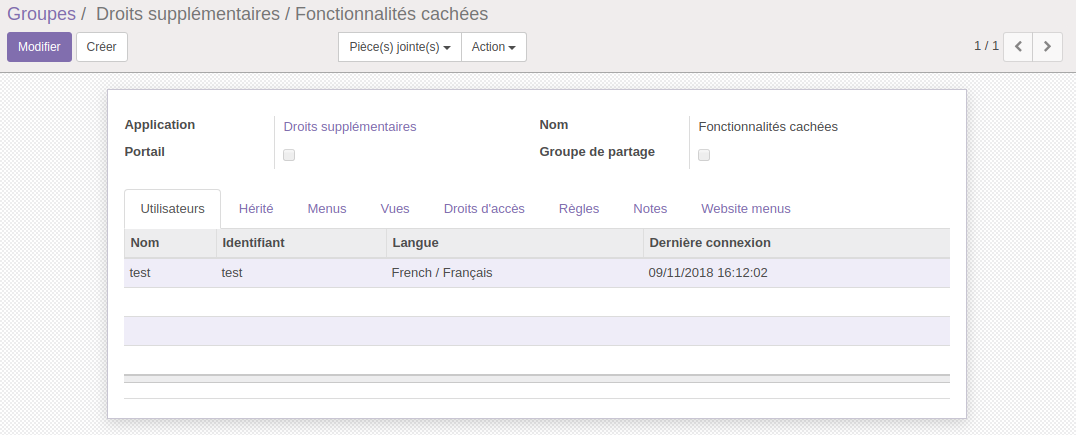 Groupes / Droits supplémentaires / Fonctionnalités cachées
Modifier Créer Pièce(s) jointe(s) Action 1 / 1
Application Droits supplémentaires Nom Fonctionnalités cachées
Portail Groupe de partage
Utilisateurs Hérité Menus Vues Droits d'accès Règles Notes Website menus
Nom Identifiant Langue Dernière connexion
test test French / Français 09/11/2018 16:12:02